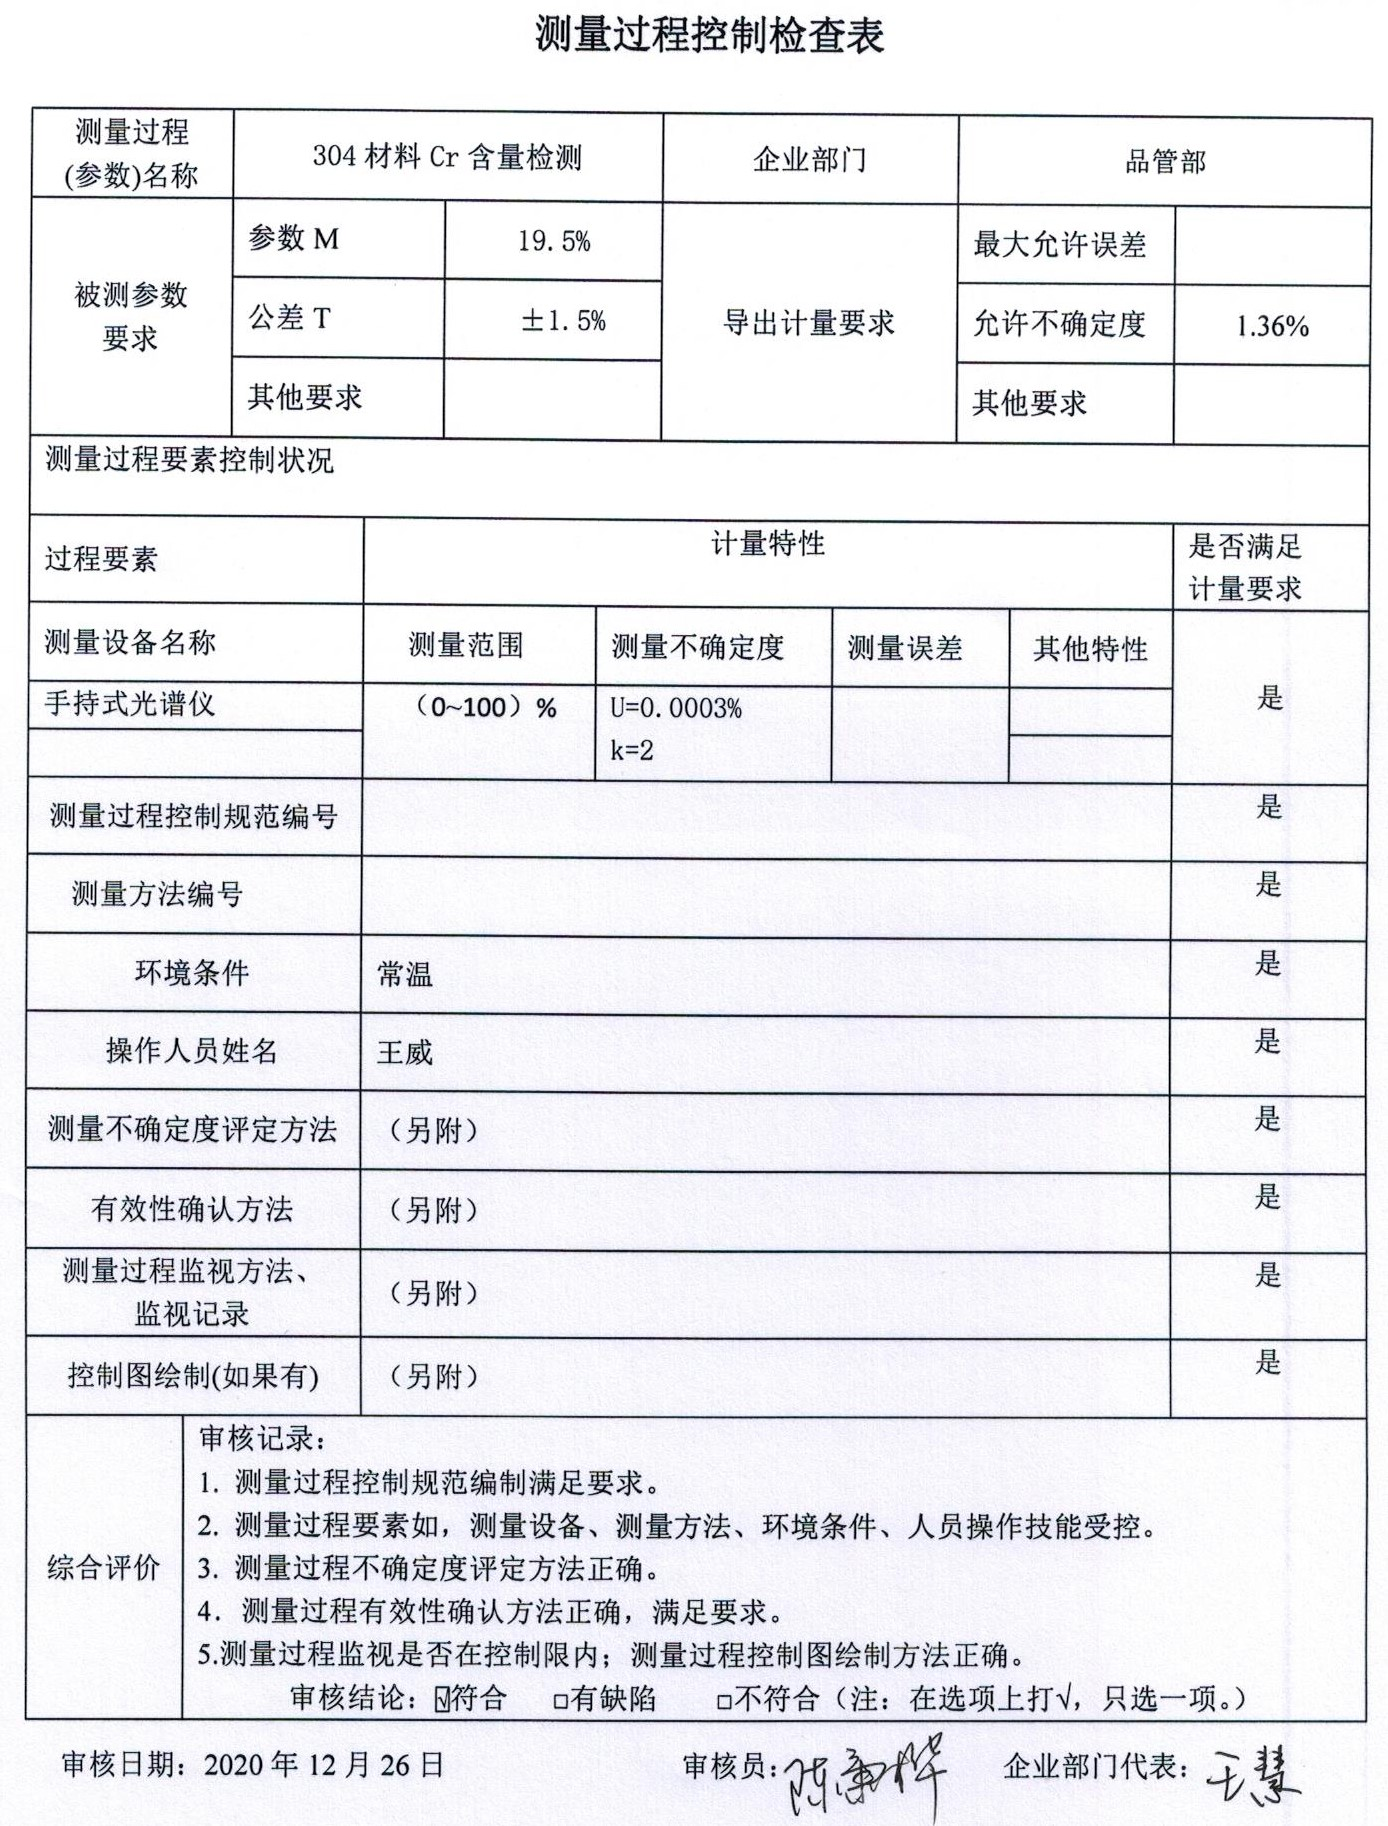 测量过程控制检查表
测量过程
(参数)名称
304 材料 Cr 含量检测
企业部门
品管部
被测参数
要求
参数 M
19.5%
导出计量要求
最大允许误差
公差 T
±1.5%
允许不确定度
1.36%
其他要求
其他要求
测量过程要素控制状况
过程要素
计量特性
是否满足
计量要求
测量设备名称
测量范围
测量不确定度
测量误差
其他特性
是
手持式光谱仪
（0~100）%
U=0.0003%
k=2
测量过程控制规范编号
是
测量方法编号
是
环境条件
常温
是
操作人员姓名
王威
是
测量不确定度评定方法
（另附）
是
有效性确认方法
（另附）
是
测量过程监视方法、
监视记录
（另附）
是
控制图绘制(如果有)
（另附）
是
综合评价
审核记录：
1. 测量过程控制规范编制满足要求。
2. 测量过程要素如，测量设备、测量方法、环境条件、人员操作技能受控。
3. 测量过程不确定度评定方法正确。
4. 测量过程有效性确认方法正确，满足要求。
5.测量过程监视是否在控制限内；测量过程控制图绘制方法正确。
审核结论：☑符合 □有缺陷 □不符合（注：在选项上打√，只选一项。）
审核日期：2020 年 12 月 26 日
审核员：
企业部门代表：